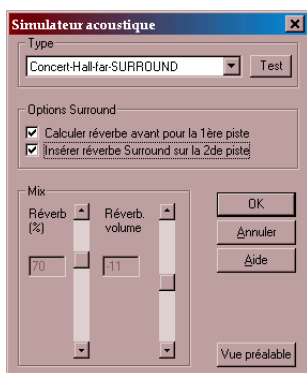 Simulateur acoustique
Type
Concert-Hall-far-SURROUND
Test
Options Surround
Calculer réverbe avant pour la 1ère piste
Insérer réverbe Surround sur la 2de piste
Mix
Réverb
(%)
Réverb.
volume
70
-11
OK
Annuler
Aide
Vue préalable